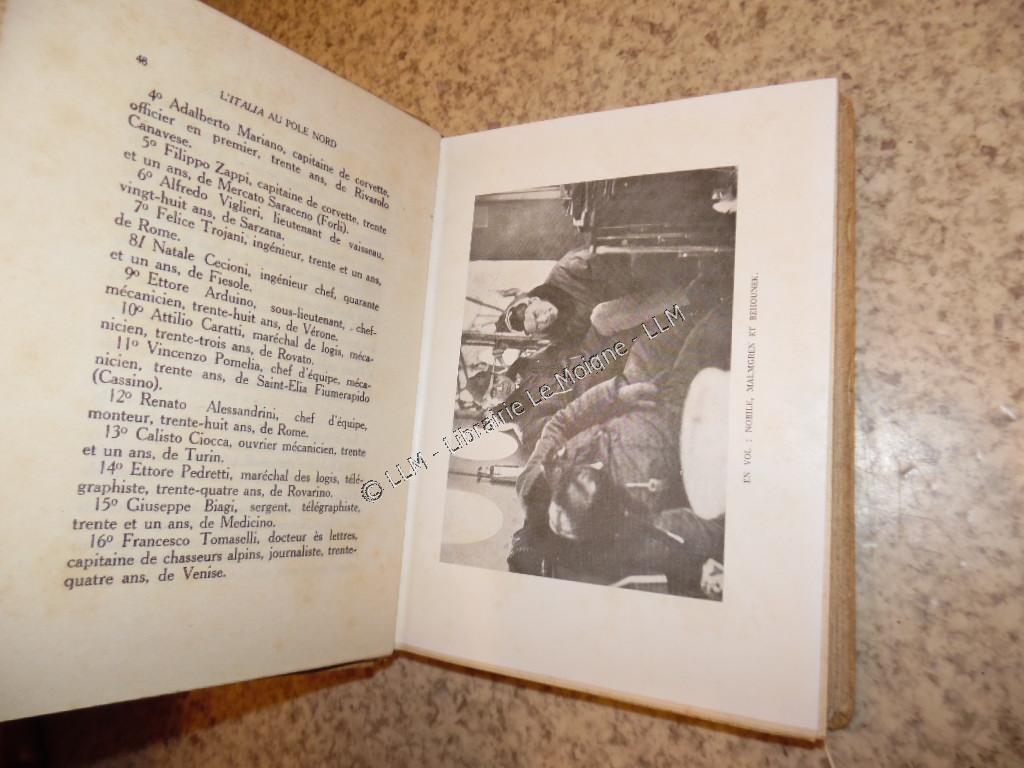 46
L'ITALIA AU POLE NORD
4º Adalberto Mariano, capitaine de corvette,
officier en premier, trente ans, de Rivarolo
Canavese.
5º Filippo Zappi, capitaine de corvette, trente
et un ans, de Mercato Saraceno (Forli).
6º Alfredo Viglieri, lieutenant de vaisseau,
vingt-huit ans, de Sarzana.
7º Felice Trojani, ingénieur, trente et un ans,
de Rome.
8/ Natale Cecioni, ingénieur chef, quarante
et un ans, de Fiesole.
9º Ettore Arduino, sous-lieutenant, chef-
mécanicien, trente-huit ans, de Vérone.
10º Attilio Caratti, maréchal de logis, méca-
nicien, trente-trois ans, de Rovato.
11º Vincenzo Pomelia, chef d'équipe, méca-
nicien, trente ans, de Saint-Elia Fiumerapido
(Cassino).
12º Renato Alessandrini, chef d'équipe,
monteur, trente-huit ans, de Rome.
13º Calisto Ciocca, ouvrier mécanicien, trente
et un ans, de Turin.
14º Ettore Pedretti, maréchal des logis, télé-
graphiste, trente-quatre ans, de Rovarino.
15º Giuseppe Biagi, sergent, télégraphiste,
trente et un ans, de Medicino.
16º Francesco Tomaselli, docteur ès lettres,
capitaine de chasseurs alpins, journaliste, trente-
quatre ans, de Venise.
EN VOL : NOBILE, MALMGREN ET BEHOUNEK.
© LLM - Librairie Le Moigne - LLM